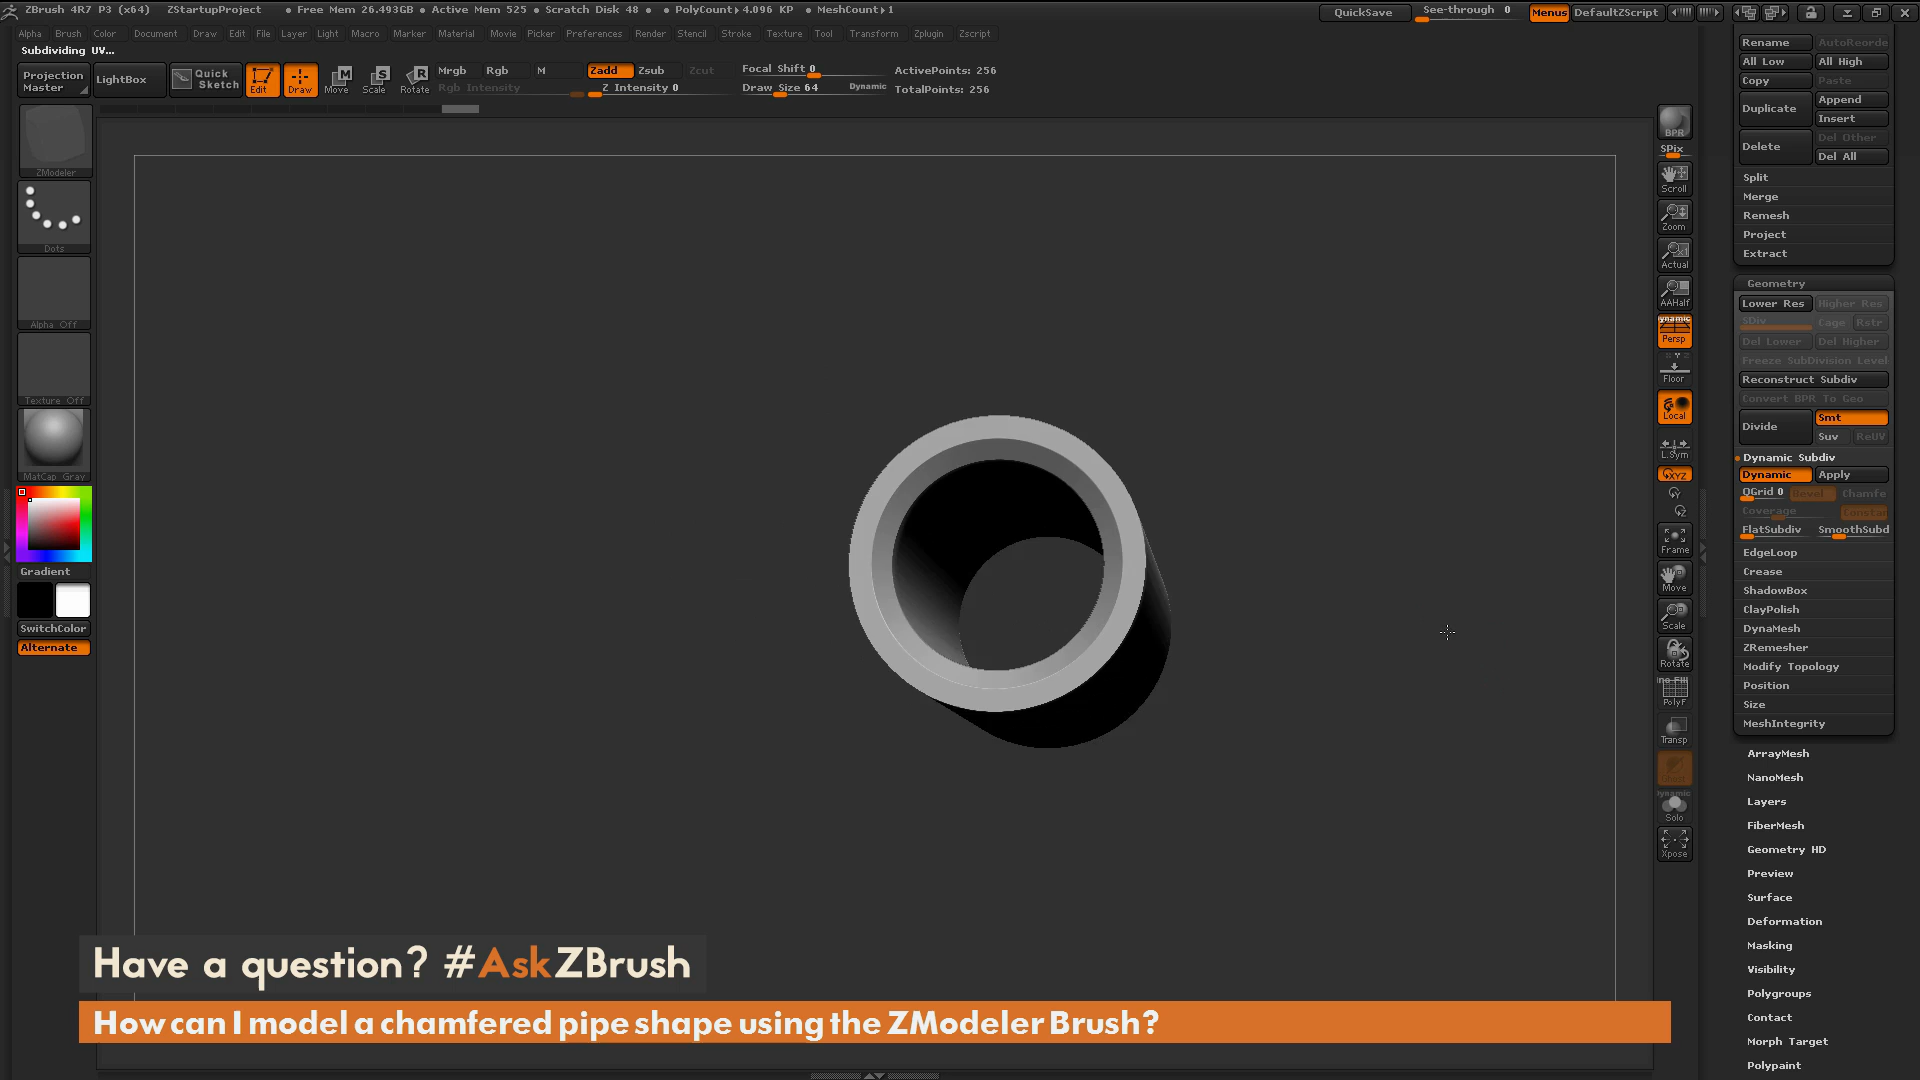 ZBrush 4R7 P3 (x64) ZStartupProject • Free Mem 26.493GB • Active Mem 525 • Scratch Disk 48 • • PolyCount▸ 4.096 KP • MeshCount▸ 1
QuickSave See-through 0 Menus DefaultZScript
Alpha Brush Color Document Draw Edit File Layer Light Macro Marker Material Movie Picker Preferences Render Stencil Stroke Texture Tool Transform Zplugin Zscript
Subdividing UV...
Projection Master
LightBox
Quick Sketch
Edit
Draw
Move
Scale
Rotate
Mrgb Rgb M
Rgb Intensity
Zadd Zsub Zcut
Z Intensity 0
Focal Shift 0
Draw Size 64 Dynamic
ActivePoints: 256
TotalPoints: 256
ZModeler
Dots
Alpha Off
Texture Off
MatCap Gray
Gradient
SwitchColor
Alternate
BPR
SPix
Scroll
Zoom
Actual
AAHalf
Persp
Floor
Local
L.Sym
XYZ
Frame
Move
Scale
Rotate
PolyF
Transp
Dynamic
Solo
Xpose
Rename AutoReorder
All Low All High
Copy Paste
Duplicate Append
Insert
Delete Del Other
Del All
Split
Merge
Remesh
Project
Extract
Geometry
Lower Res Higher Res
SDiv Cage Rstr
Del Lower Del Higher
Freeze SubDivision Level
Reconstruct Subdiv
Convert BPR To Geo
Divide Smt
Suv ReUV
Dynamic Subdiv
Dynamic Apply
QGrid 0 Bevel Chamfe
Coverage Constan
FlatSubdiv SmoothSubd
EdgeLoop
Crease
ShadowBox
ClayPolish
DynaMesh
ZRemesher
Modify Topology
Position
Size
MeshIntegrity
ArrayMesh
NanoMesh
Layers
FiberMesh
Geometry HD
Preview
Surface
Deformation
Masking
Visibility
Polygroups
Contact
Morph Target
Polypaint
Have a question? #AskZBrush
How can I model a chamfered pipe shape using the ZModeler Brush?